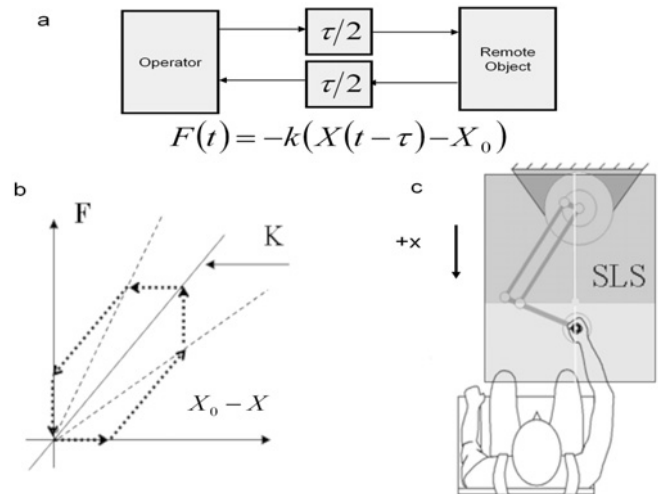 a
Operator
τ/2
τ/2
Remote
Object
F(t) = -k(X(t - τ) - X₀)
b
F
K
X₀ - X
c
+x
SLS